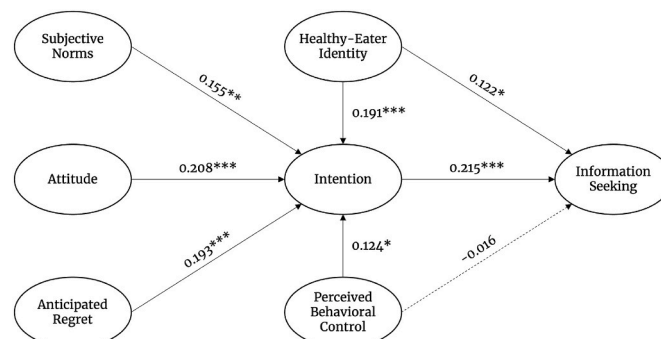 Subjective
Norms
Healthy-Eater
Identity
0.155**
0.191***
0.122*
Attitude
0.208***
Intention
0.215***
Information
Seeking
0.193***
0.124*
-0.016
Anticipated
Regret
Perceived
Behavioral
Control